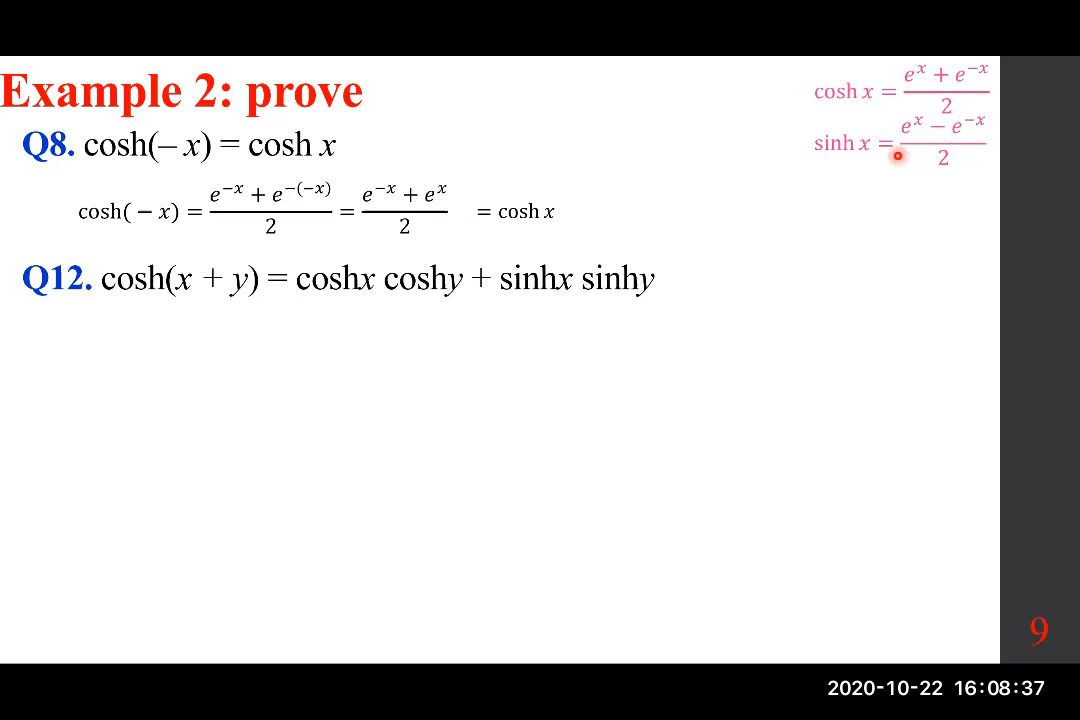 Example 2: prove
cosh x = (e^x + e^−x)/2
sinh x = (e^x − e^−x)/2
Q8. cosh(– x) = cosh x
cosh( − x) = (e^−x + e^−(−x))/2 = (e^−x + e^x)/2 = cosh x
Q12. cosh(x + y) = coshx coshy + sinhx sinhy
9
2020-10-22 16:08:37